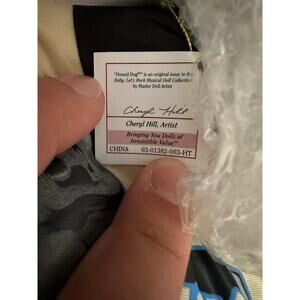 "Hound Dog™" is an original issue in the
Baby, Let's Rock Musical Doll Collection
by Master Doll Artist
Cheryl Hill
Cheryl Hill, Artist
Bringing You Dolls of
Irresistible Value™
CHINA 03-01382-003-HT